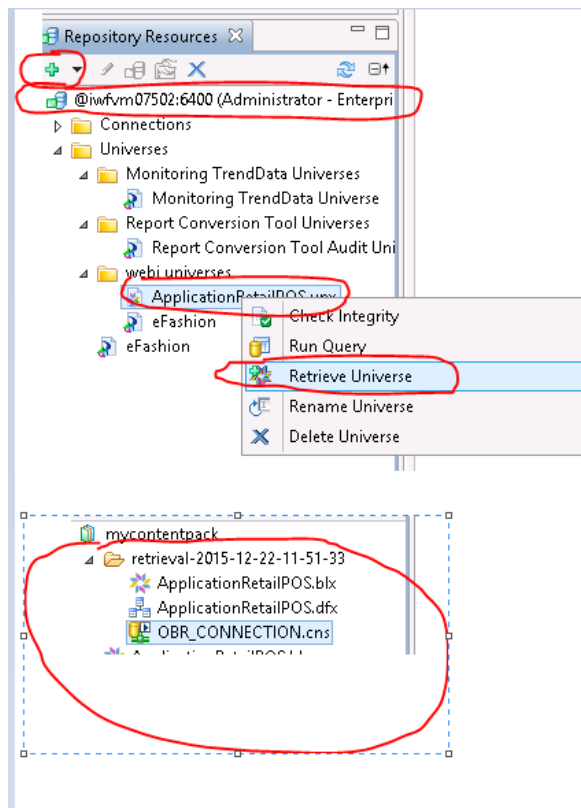 Repository Resources
@iwfvm07502:6400 (Administrator - Enterpri
Connections
Universes
Monitoring TrendData Universes
Monitoring TrendData Universe
Report Conversion Tool Universes
Report Conversion Tool Audit Uni
webi universes
ApplicationRetailPOS.unx
Check Integrity
eFashion
Run Query
eFashion
Retrieve Universe
Rename Universe
Delete Universe
mycontentpack
retrieval-2015-12-22-11-51-33
ApplicationRetailPOS.blx
ApplicationRetailPOS.dfx
OBR_CONNECTION.cns